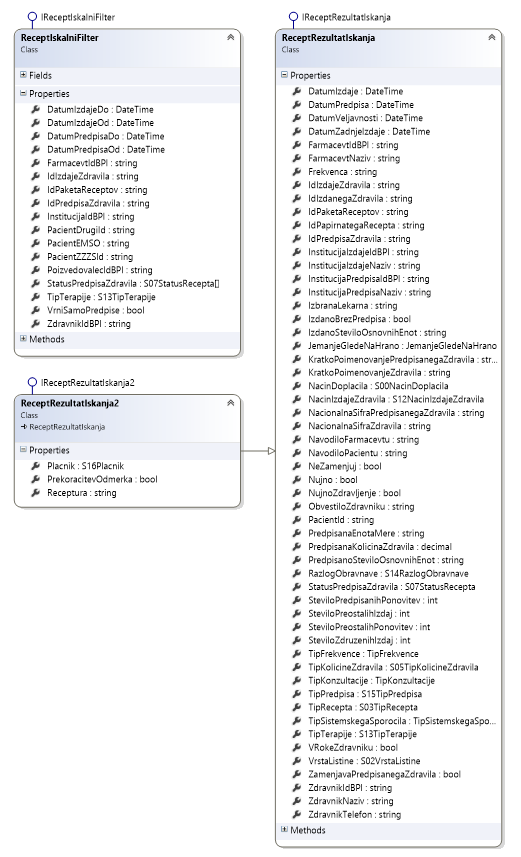 IReceptIskalniFilter
ReceptIskalniFilter
Class
Fields
Properties
DatumIzdajeDo : DateTime
DatumIzdajeOd : DateTime
DatumPredpisaDo : DateTime
DatumPredpisaOd : DateTime
FarmacevtIdBPI : string
IdIzdajeZdravila : string
IdPaketaReceptov : string
IdPredpisaZdravila : string
InstitucijaIdBPI : string
PacientDrugiId : string
PacientEMSO : string
PacientZZZSId : string
PoizvedovalecIdBPI : string
StatusPredpisaZdravila : S07StatusRecepta[]
TipTerapije : S13TipTerapije
VrniSamoPredpise : bool
ZdravnikIdBPI : string
Methods
IReceptRezultatIskanja2
ReceptRezultatIskanja2
Class
ReceptRezultatIskanja
Properties
Placnik : S16Placnik
PrekoracitevOdmerka : bool
Receptura : string
IReceptRezultatIskanja
ReceptRezultatIskanja
Class
Properties
DatumIzdaje : DateTime
DatumPredpisa : DateTime
DatumVeljavnosti : DateTime
DatumZadnjeIzdaje : DateTime
FarmacevtIdBPI : string
FarmacevtNaziv : string
Frekvenca : string
IdIzdajeZdravila : string
IdIzdanegaZdravila : string
IdPaketaReceptov : string
IdPapirnategaRecepta : string
IdPredpisaZdravila : string
InstitucijaIzdajeIdBPI : string
InstitucijaIzdajeNaziv : string
InstitucijaPredpisaIdBPI : string
InstitucijaPredpisaNaziv : string
IzbranaLekarna : string
IzdanoBrezPredpisa : bool
IzdanoSteviloOsnovnihEnot : string
JemanjeGledeNaHrano : JemanjeGledeNaHrano
KratkoPoimenovanjePredpisanegaZdravila : str...
KratkoPoimenovanjeZdravila : string
NacinDoplacila : S00NacinDoplacila
NacinIzdajeZdravila : S12NacinIzdajeZdravila
NacionalnaSifraPredpisanegaZdravila : string
NacionalnaSifraZdravila : string
NavodiloFarmacevtu : string
NavodiloPacientu : string
NeZamenjuj : bool
Nujno : bool
NujnoZdravljenje : bool
ObvestiloZdravniku : string
PacientId : string
PredpisanaEnotaMere : string
PredpisanaKolicinaZdravila : decimal
PredpisanoSteviloOsnovnihEnot : string
RazlogObravnave : S14RazlogObravnave
StatusPredpisaZdravila : S07StatusRecepta
SteviloPredpisanihPonovitev : int
SteviloPreostalihIzdaj : int
SteviloPreostalihPonovitev : int
SteviloZdruzenihIzdaj : int
TipFrekvence : TipFrekvence
TipKolicineZdravila : S05TipKolicineZdravila
TipKonzultacije : TipKonzultacije
TipPredpisa : S15TipPredpisa
TipRecepta : S03TipRecepta
TipSistemskegaSporocila : TipSistemskegaSpo...
TipTerapije : S13TipTerapije
VRokeZdravniku : bool
VrstaListine : S02VrstaListine
ZamenjavaPredpisanegaZdravila : bool
ZdravnikIdBPI : string
ZdravnikNaziv : string
ZdravnikTelefon : string
Methods